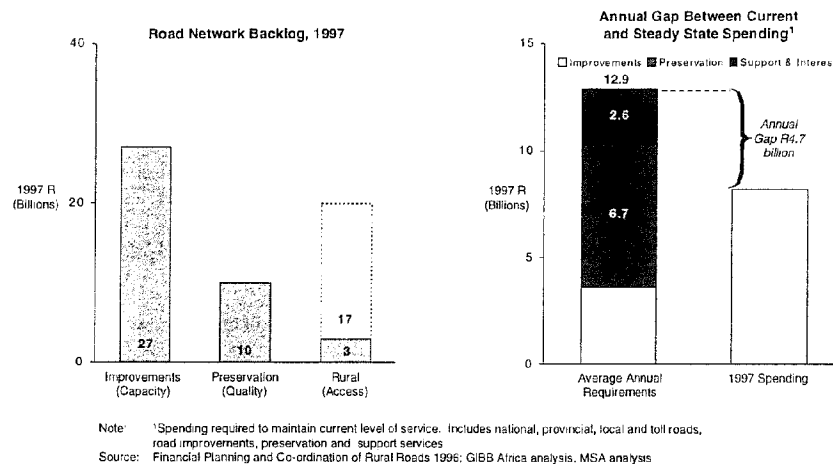 Road Network Backlog, 1997
40
1997 R
(Billions)
20
0
27
10
17
3
Improvements
(Capacity)
Preservation
(Quality)
Rural
(Access)
Annual Gap Between Current
and Steady State Spending¹
15
Improvements Preservation Support & Interes
12.9
2.6
Annual
Gap R4.7
billion
10
1997 R
(Billions)
6.7
5
0
Average Annual
Requirements
1997 Spending
Note: ¹Spending required to maintain current level of service. Includes national, provincial, local and toll roads,
road improvements, preservation and support services
Source: Financial Planning and Co-ordination of Rural Roads 1996; GIBB Africa analysis, MSA analysis